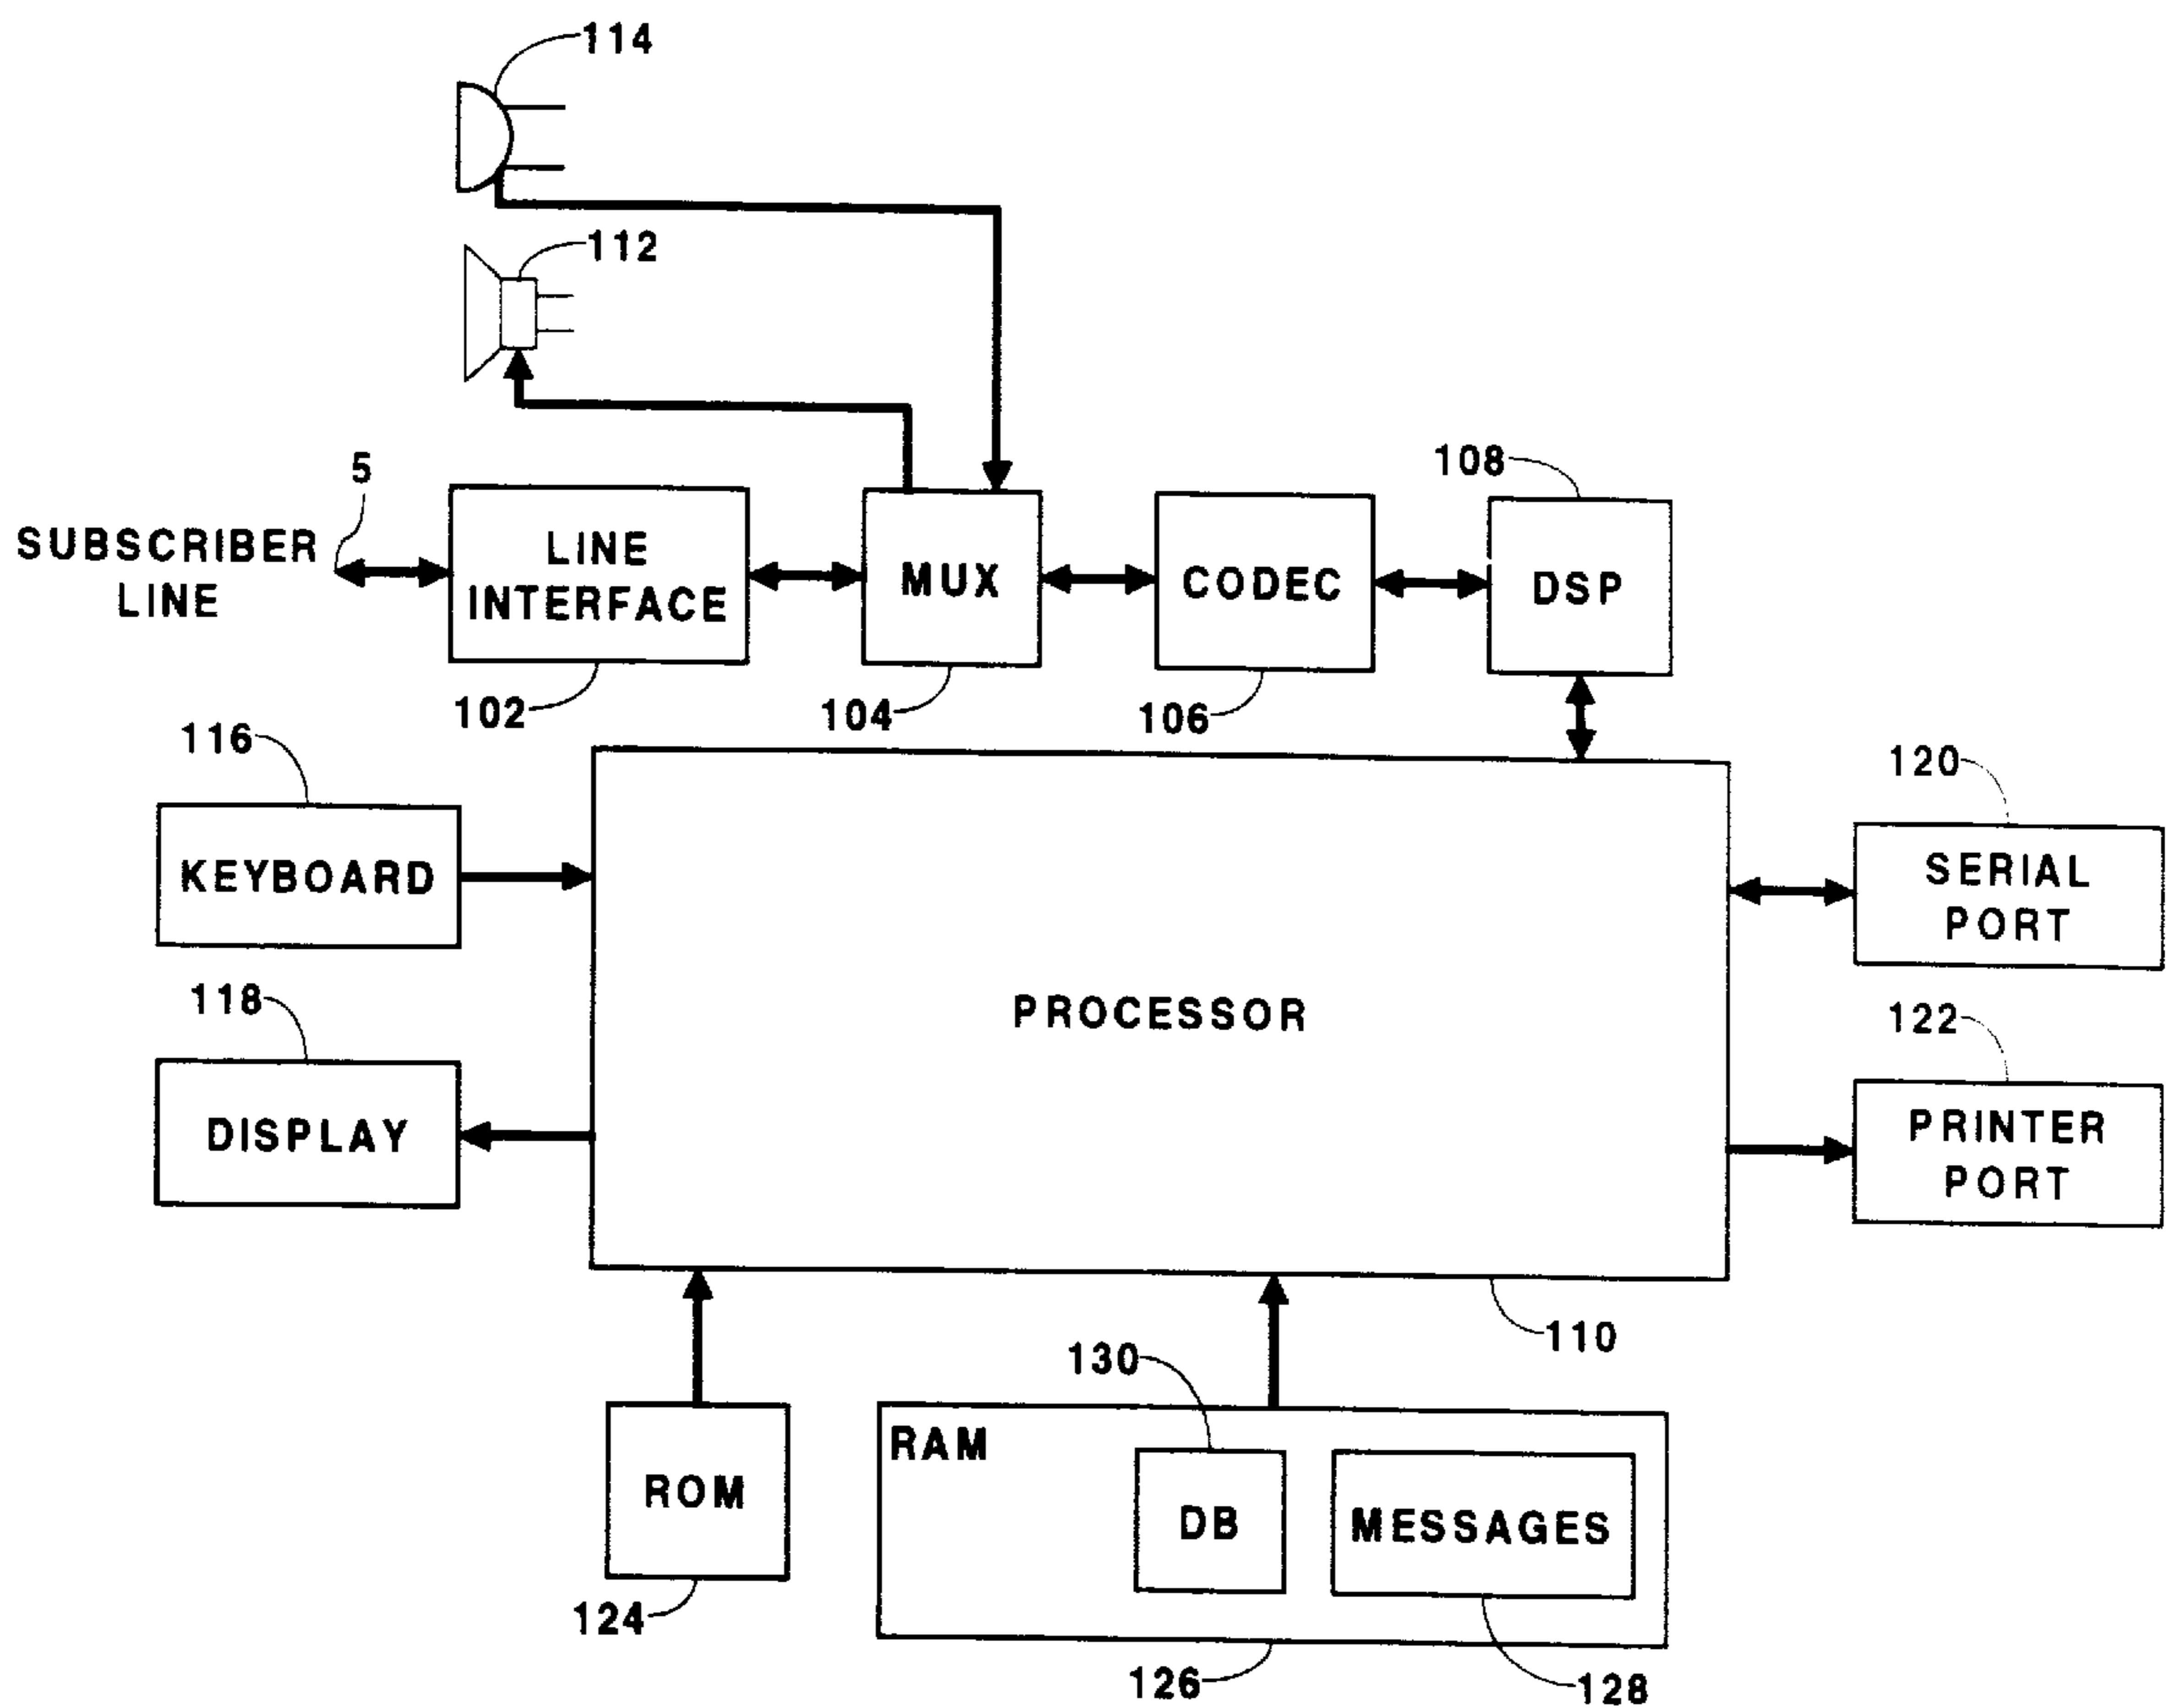 114
112
5
108
SUBSCRIBER
LINE
LINE
INTERFACE
MUX
CODEC
DSP
102
104
106
116
120
KEYBOARD
SERIAL
PORT
118
PROCESSOR
122
DISPLAY
PRINTER
PORT
110
130
RAM
ROM
DB
MESSAGES
124
126
128